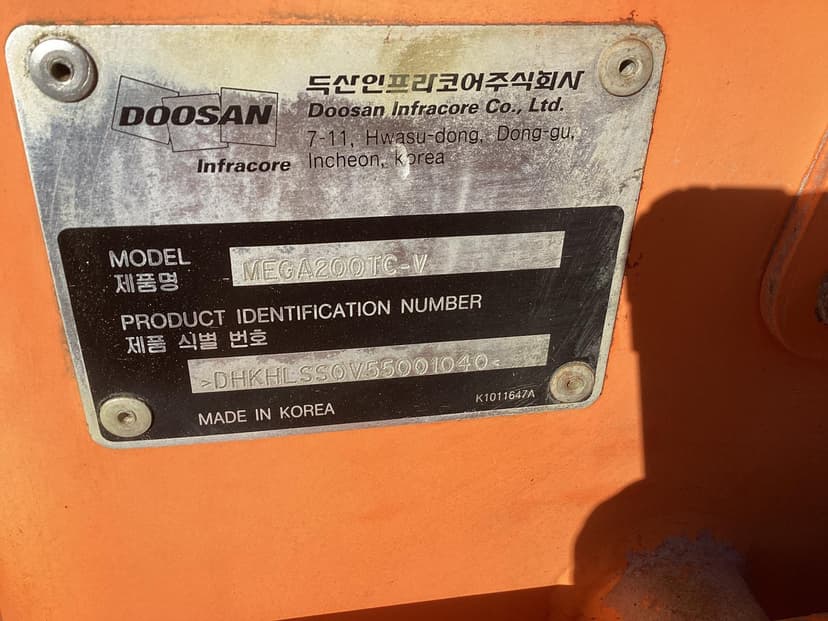 DOOSAN
Infracore
두산인프라코어주식회사
Doosan Infracore Co., Ltd.
7-11, Hwasu-dong, Dong-gu,
Incheon, korea
MODEL
제품명
MEGA200TC-V
PRODUCT IDENTIFICATION NUMBER
제품 식별 번호
>DHKHLSS0V55001040<
MADE IN KOREA
K1011647A